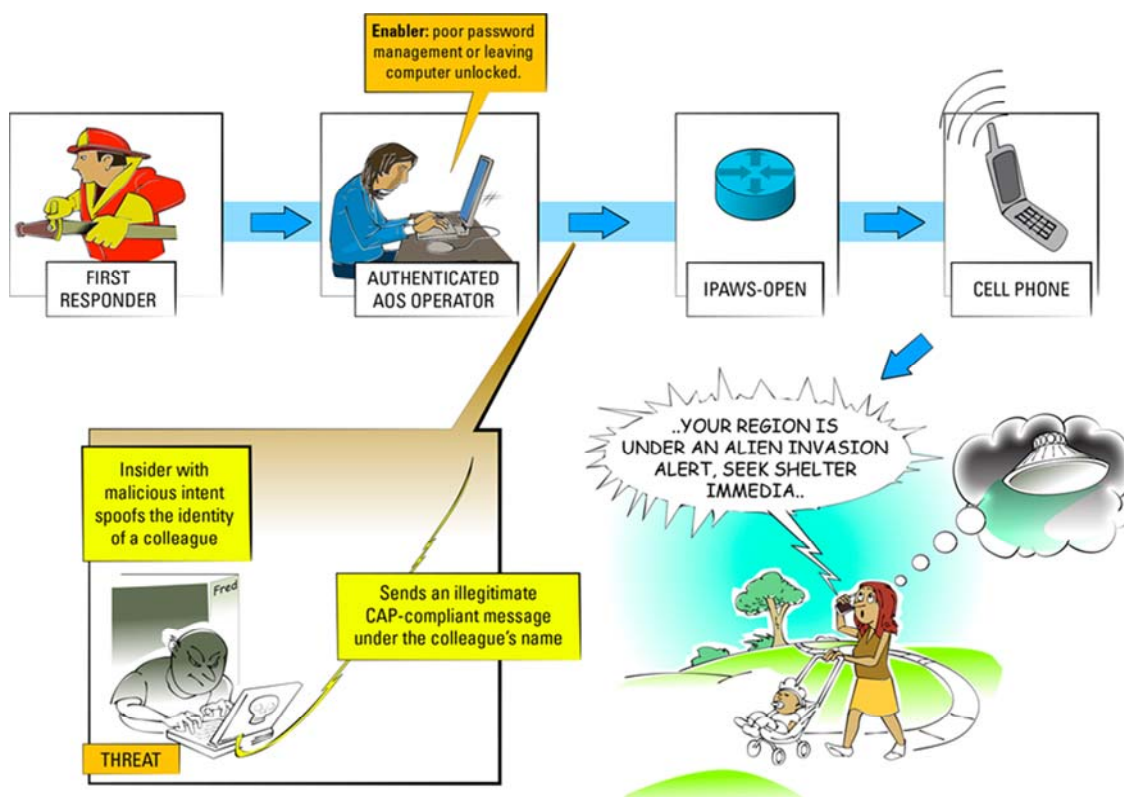 Enabler: poor password
management or leaving
computer unlocked.
FIRST
RESPONDER
AUTHENTICATED
AOS OPERATOR
IPAWS-OPEN
CELL PHONE
Insider with
malicious intent
spoofs the identity
of a colleague
Fred
Sends an illegitimate
CAP-compliant message
under the colleague's name
THREAT
..YOUR REGION IS
UNDER AN ALIEN INVASION
ALERT, SEEK SHELTER
IMMEDIA..